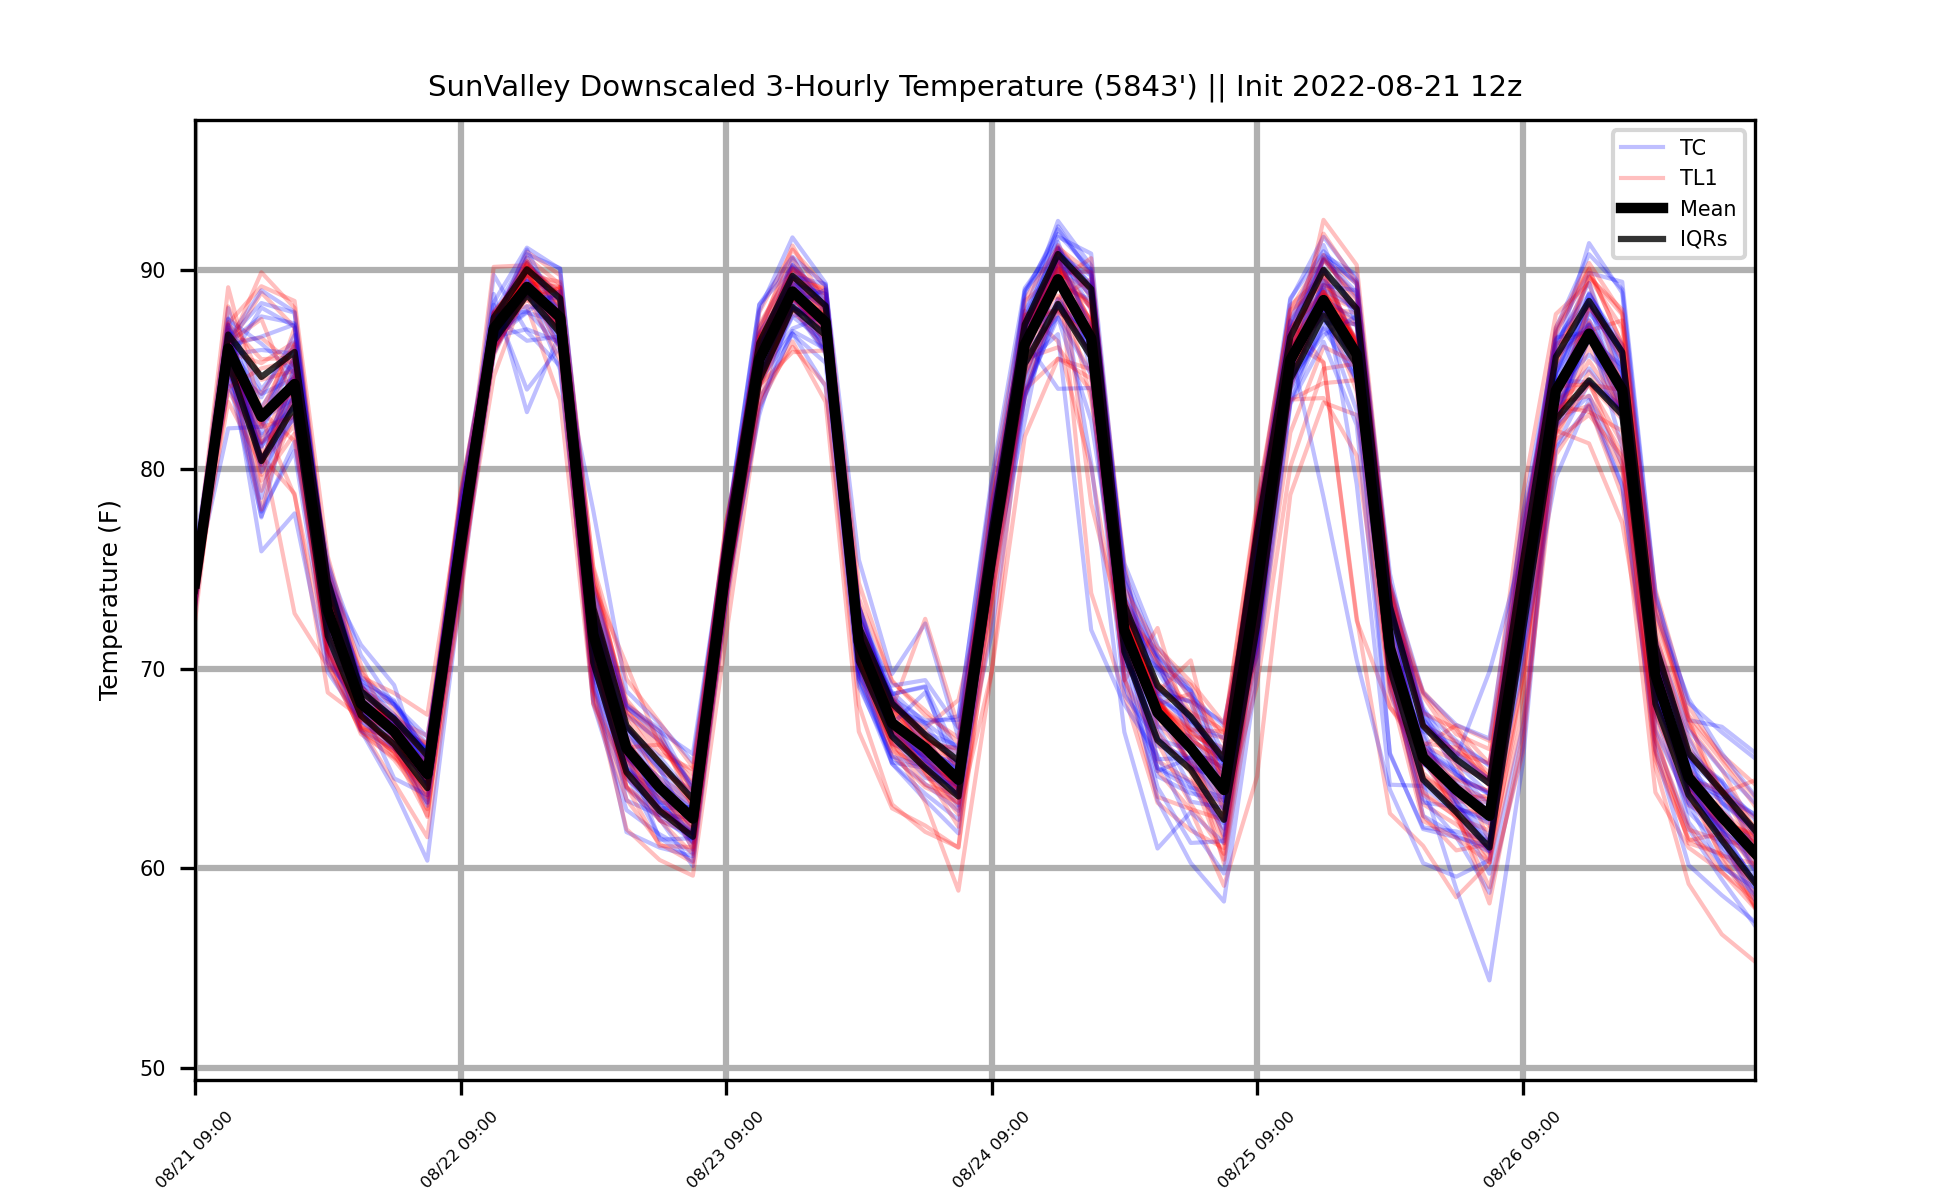 SunValley Downscaled 3-Hourly Temperature (5843') || Init 2022-08-21 12z
TC
TL1
Mean
IQRs
Temperature (F)
90
80
70
60
50
08/21 09:00
08/22 09:00
08/23 09:00
08/24 09:00
08/25 09:00
08/26 09:00